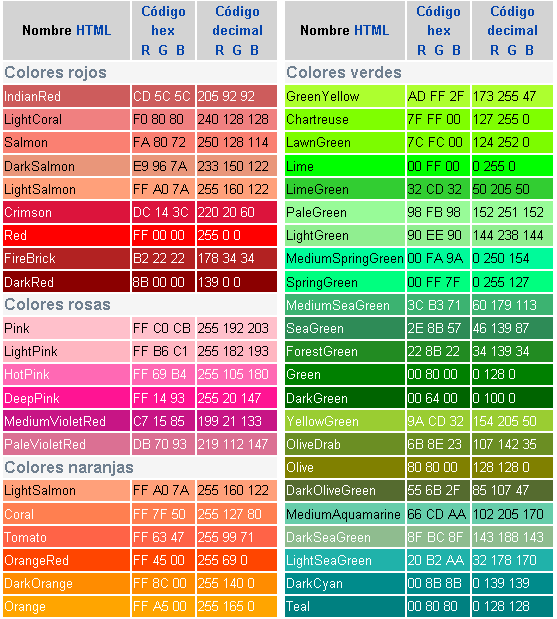 Nombre HTML Código hex R G B Código decimal R G B
Colores rojos
IndianRed CD 5C 5C 205 92 92
LightCoral F0 80 80 240 128 128
Salmon FA 80 72 250 128 114
DarkSalmon E9 96 7A 233 150 122
LightSalmon FF A0 7A 255 160 122
Crimson DC 14 3C 220 20 60
Red FF 00 00 255 0 0
FireBrick B2 22 22 178 34 34
DarkRed 8B 00 00 139 0 0
Colores rosas
Pink FF C0 CB 255 192 203
LightPink FF B6 C1 255 182 193
HotPink FF 69 B4 255 105 180
DeepPink FF 14 93 255 20 147
MediumVioletRed C7 15 85 199 21 133
PaleVioletRed DB 70 93 219 112 147
Colores naranjas
LightSalmon FF A0 7A 255 160 122
Coral FF 7F 50 255 127 80
Tomato FF 63 47 255 99 71
OrangeRed FF 45 00 255 69 0
DarkOrange FF 8C 00 255 140 0
Orange FF A5 00 255 165 0
Nombre HTML Código hex R G B Código decimal R G B
Colores verdes
GreenYellow AD FF 2F 173 255 47
Chartreuse 7F FF 00 127 255 0
LawnGreen 7C FC 00 124 252 0
Lime 00 FF 00 0 255 0
LimeGreen 32 CD 32 50 205 50
PaleGreen 98 FB 98 152 251 152
LightGreen 90 EE 90 144 238 144
MediumSpringGreen 00 FA 9A 0 250 154
SpringGreen 00 FF 7F 0 255 127
MediumSeaGreen 3C B3 71 60 179 113
SeaGreen 2E 8B 57 46 139 87
ForestGreen 22 8B 22 34 139 34
Green 00 80 00 0 128 0
DarkGreen 00 64 00 0 100 0
YellowGreen 9A CD 32 154 205 50
OliveDrab 6B 8E 23 107 142 35
Olive 80 80 00 128 128 0
DarkOliveGreen 55 6B 2F 85 107 47
MediumAquamarine 66 CD AA 102 205 170
DarkSeaGreen 8F BC 8F 143 188 143
LightSeaGreen 20 B2 AA 32 178 170
DarkCyan 00 8B 8B 0 139 139
Teal 00 80 80 0 128 128